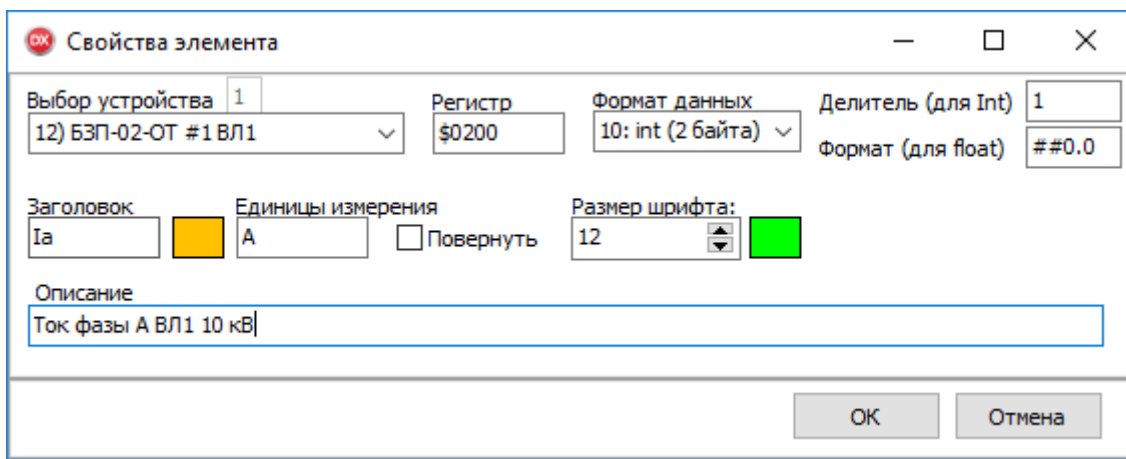 DX Свойства элемента
Выбор устройства 1 Регистр Формат данных Делитель (для Int) 1
12) БЗП-02-ОТ #1 ВЛ1 $0200 10: int (2 байта) Формат (для float) ##0.0
Заголовок Единицы измерения Размер шрифта:
Ia A Повернуть 12
Описание
Ток фазы А ВЛ1 10 кВ
ОК Отмена